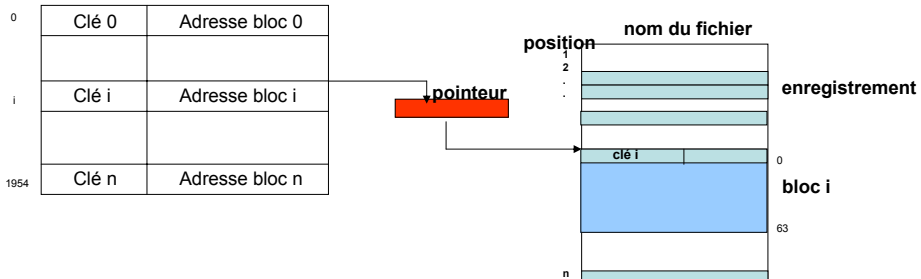 0 Clé 0 Adresse bloc 0
i Clé i Adresse bloc i
1954 Clé n Adresse bloc n
pointeur
nom du fichier
position
1
2
.
.
enregistrement
clé i
0
bloc i
63
n